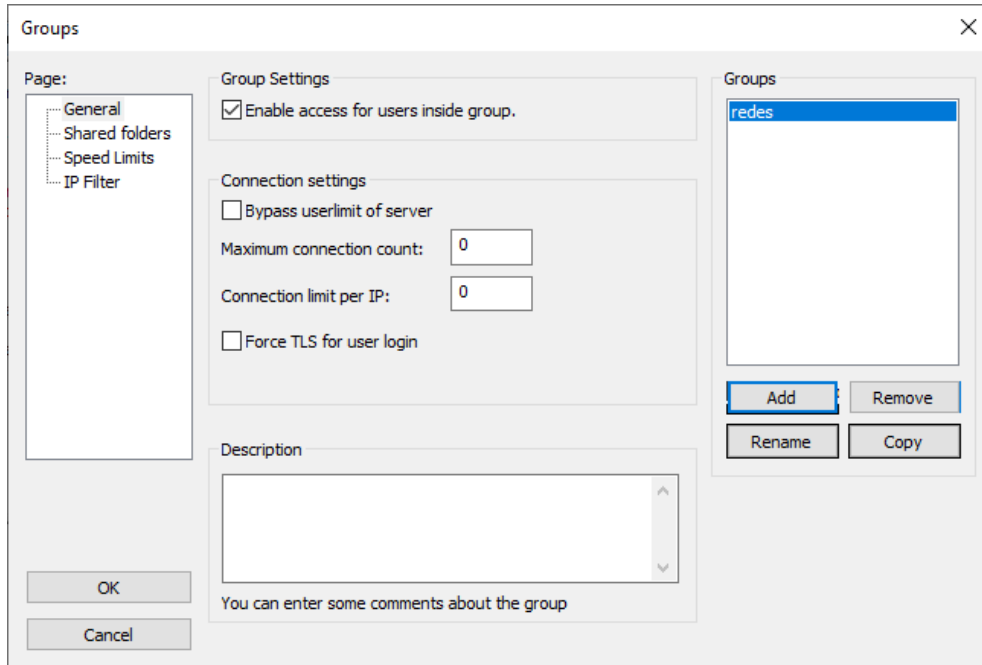 Groups
Page:
General
Shared folders
Speed Limits
IP Filter
Group Settings
Enable access for users inside group.
Connection settings
Bypass userlimit of server
Maximum connection count:
0
Connection limit per IP:
0
Force TLS for user login
Description
You can enter some comments about the group
Groups
redes
Add
Remove
Rename
Copy
OK
Cancel